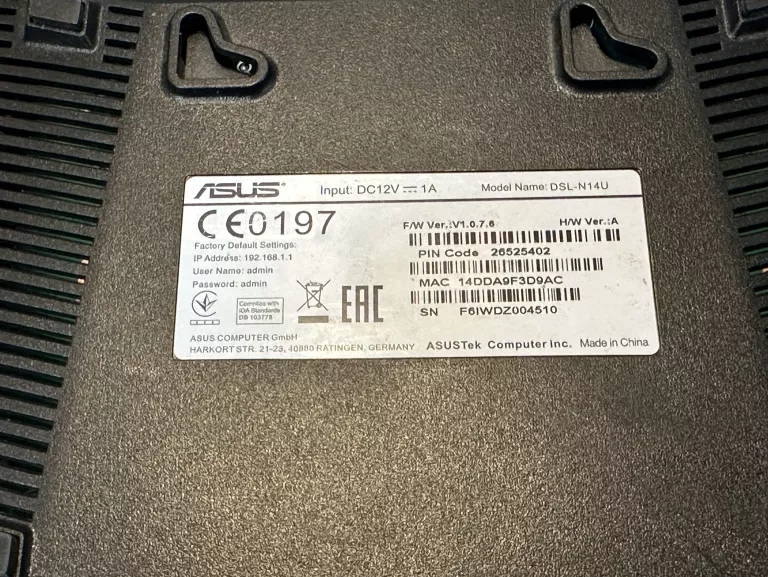 ASUS Input: DC12V 1A Model Name: DSL-N14U
CE0197
F/W Ver.:V1.0.7.6 H/W Ver.:A
Factory Default Settings:
IP Address: 192.168.1.1
User Name: admin
Password: admin
PIN Code 26525402
MAC 14DDA9F3D9AC
SN F6IWDZ004510
Complies with
IDA Standards
DB 103778
EAC
ASUS COMPUTER GmbH
HARKORT STR. 21-23, 40880 RATINGEN, GERMANY
ASUSTek Computer Inc. Made in China